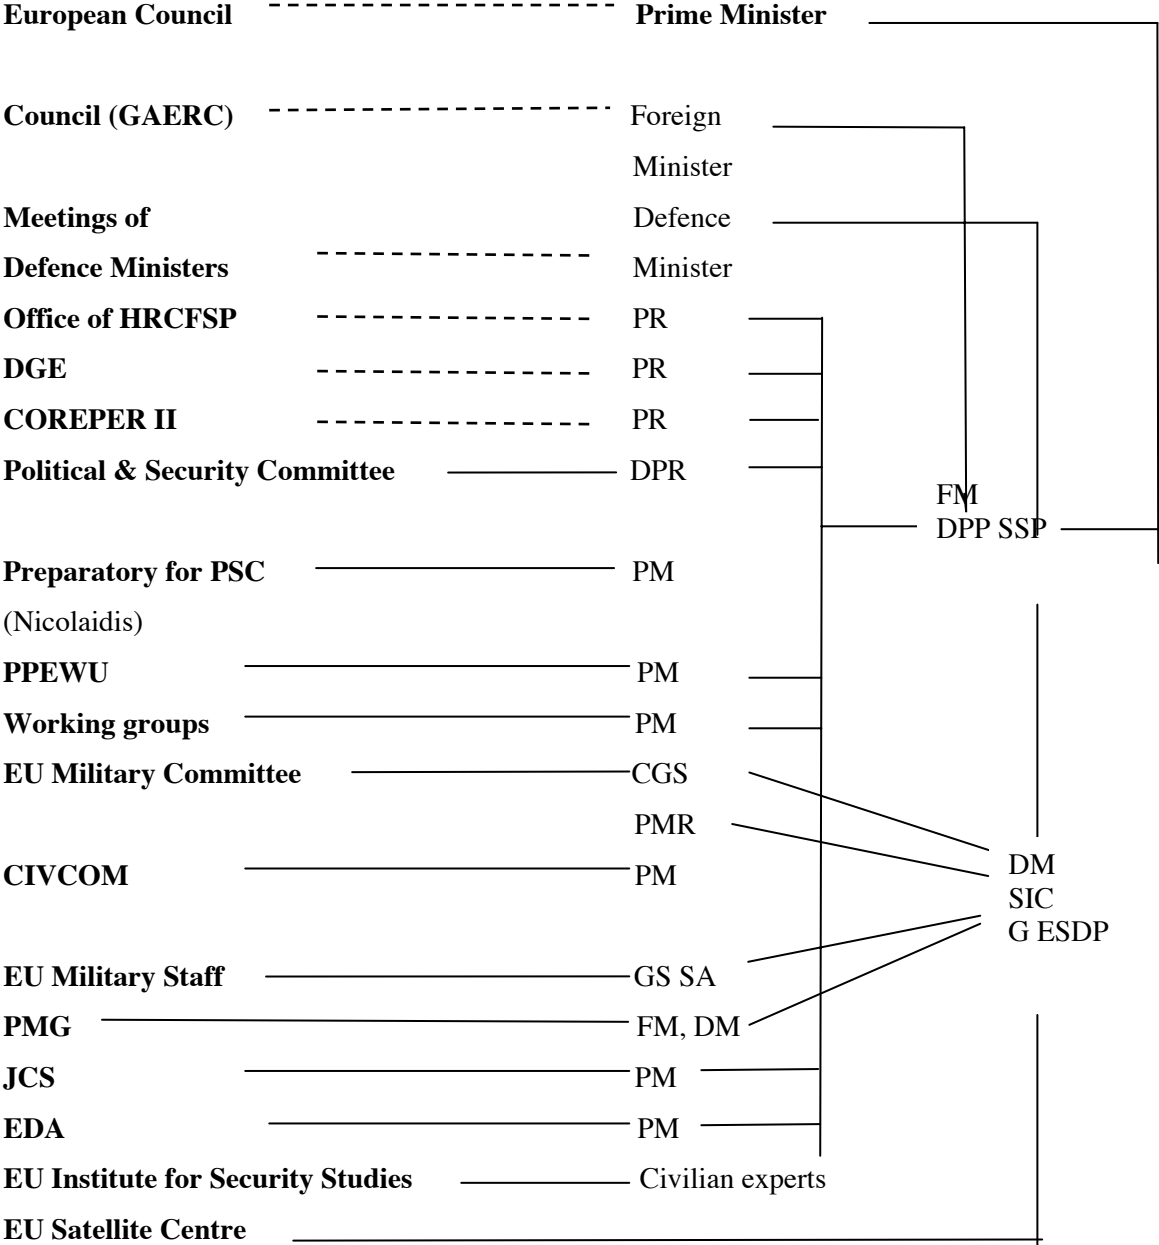 European Council Prime Minister
Council (GAERC) Foreign
Minister
Meetings of Defence
Defence Ministers Minister
Office of HRCFSP PR
DGE PR
COREPER II PR
Political & Security Committee DPR
FM
DPP SSP
Preparatory for PSC PM
(Nicolaidis)
PPEWU PM
Working groups PM
EU Military Committee CGS
PMR
CIVCOM PM
DM
SIC
G ESDP
EU Military Staff GS SA
PMG FM, DM
JCS PM
EDA PM
EU Institute for Security Studies Civilian experts
EU Satellite Centre